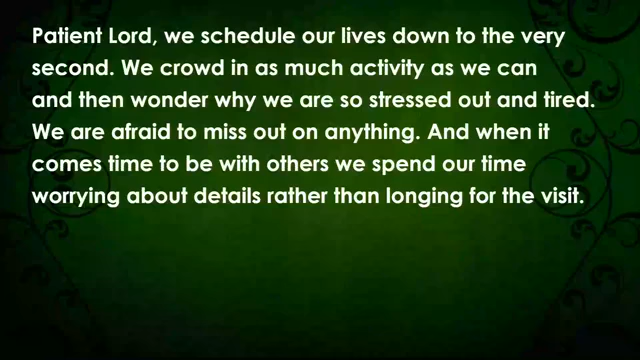 Patient Lord, we schedule our lives down to the very
second. We crowd in as much activity as we can
and then wonder why we are so stressed out and tired.
We are afraid to miss out on anything. And when it
comes time to be with others we spend our time
worrying about details rather than longing for the visit.